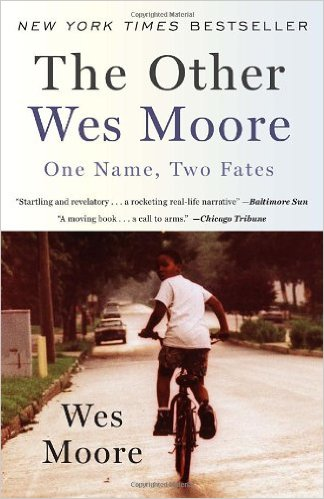 NEW YORK TIMES BESTSELLER
The Other
Wes Moore
One Name, Two Fates
"Startling and revelatory . . . a rocketing real-life narrative" —Baltimore Sun
"A moving book . . . a call to arms." —Chicago Tribune
Wes
Moore